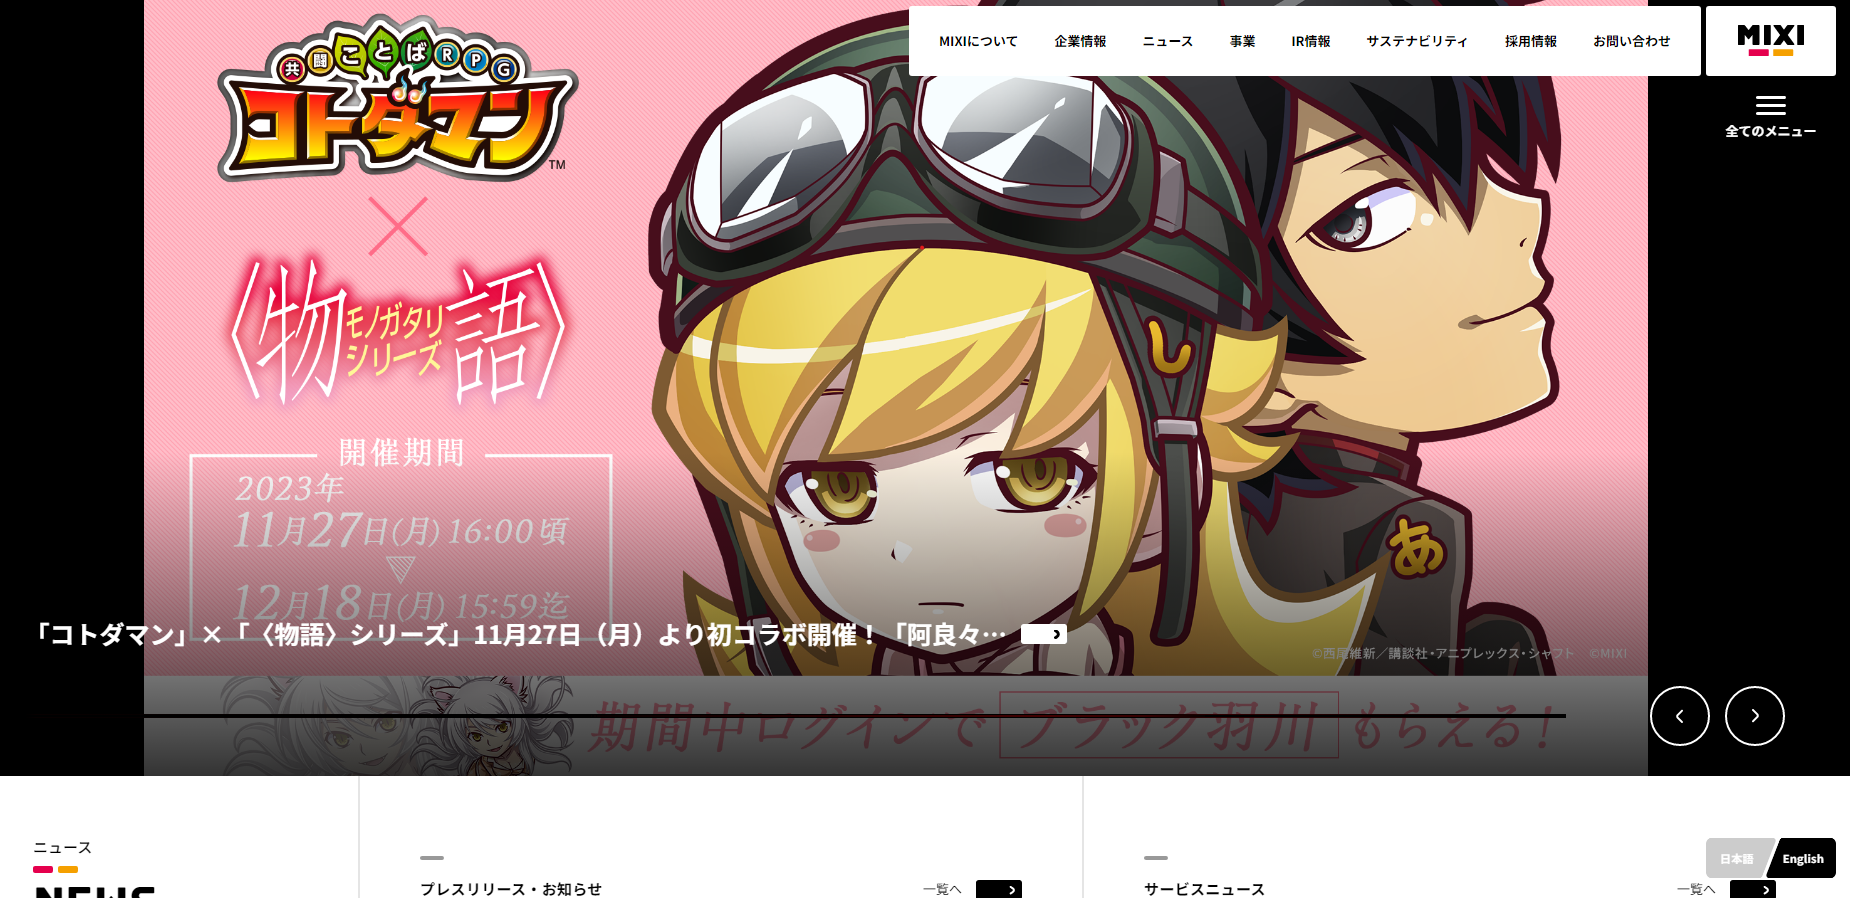 MIXIについて 企業情報 ニュース 事業 IR情報 サステナビリティ 採用情報 お問い合わせ
MIXI
全てのメニュー
共闘ことばRPG
コトダマン
TM
×
〈物語〉
モノガタリ
シリーズ
し
あ
開催期間
2023年
11月27日(月) 16:00頃
12月18日(月) 15:59迄
「コトダマン」×「〈物語〉シリーズ」11月27日（月）より初コラボ開催！「阿良々…
©西尾維新／講談社・アニプレックス・シャフト ©MIXI
期間中ログインで ブラック羽川 もらえる！
ニュース
NEWS
プレスリリース・お知らせ
一覧へ
サービスニュース
一覧へ
日本語 English